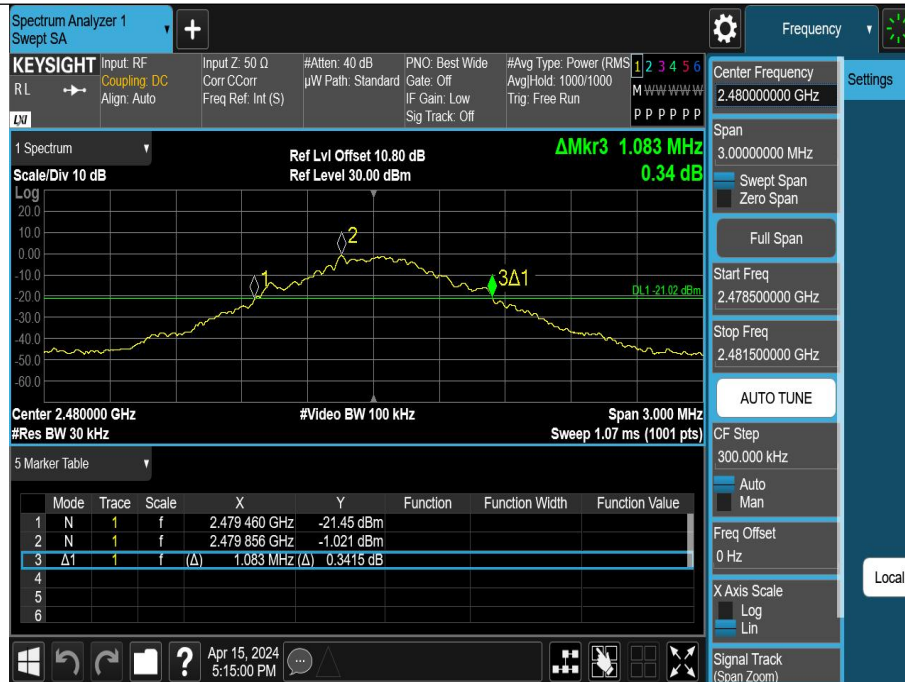 Spectrum Analyzer 1
Swept SA
+
Frequency
KEYSIGHT
RL
LXI
Input: RF
Coupling: DC
Align: Auto
Input Z: 50 Ω
Corr CCorr
Freq Ref: Int (S)
#Atten: 40 dB
µW Path: Standard
PNO: Best Wide
Gate: Off
IF Gain: Low
Sig Track: Off
#Avg Type: Power (RMS
Avg|Hold: 1000/1000
Trig: Free Run
1 2 3 4 5 6
M W W W W W
P P P P P P
1 Spectrum
Scale/Div 10 dB
Ref Lvl Offset 10.80 dB
Ref Level 30.00 dBm
ΔMkr3 1.083 MHz
0.34 dB
Log
20.0
10.0
0.00
-10.0
-20.0
-30.0
-40.0
-50.0
-60.0
2
1
3Δ1
DL1 -21.02 dBm
Center 2.480000 GHz
#Video BW 100 kHz
Span 3.000 MHz
#Res BW 30 kHz
Sweep 1.07 ms (1001 pts)
5 Marker Table
Mode Trace Scale X Y Function Function Width Function Value
1 N 1 f 2.479 460 GHz -21.45 dBm
2 N 1 f 2.479 856 GHz -1.021 dBm
3 Δ1 1 f (Δ) 1.083 MHz (Δ) 0.3415 dB
4
5
6
?
Apr 15, 2024
5:15:00 PM
Center Frequency
2.480000000 GHz
Span
3.00000000 MHz
Swept Span
Zero Span
Full Span
Start Freq
2.478500000 GHz
Stop Freq
2.481500000 GHz
AUTO TUNE
CF Step
300.000 kHz
Auto
Man
Freq Offset
0 Hz
X Axis Scale
Log
Lin
Signal Track
(Span Zoom)
Settings
Local